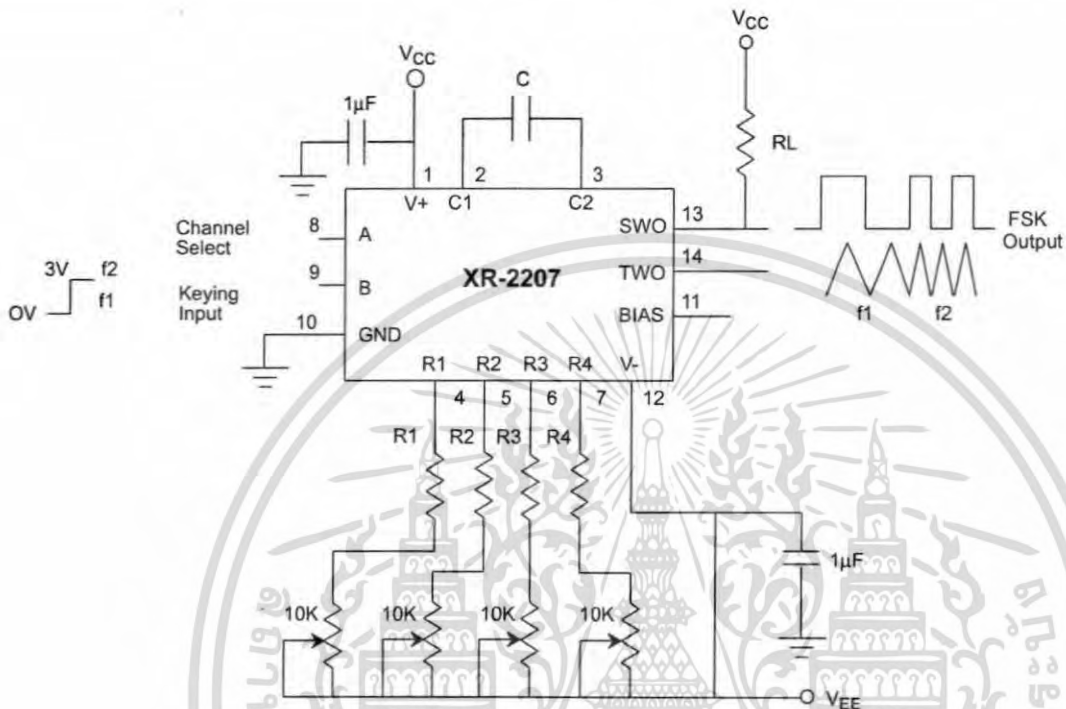 VCC
VCC
1μF
C
RL
1
2
3
V+
C1
C2
Channel
Select
8
A
SWO
13
FSK
Output
3V
f2
9
B
XR-2207
TWO
14
0V
f1
Keying
Input
BIAS
11
f1
f2
10
GND
R1
R2
R3
R4
V-
4
5
6
7
12
R1
R2
R3
R4
1μF
10K
10K
10K
10K
VEE